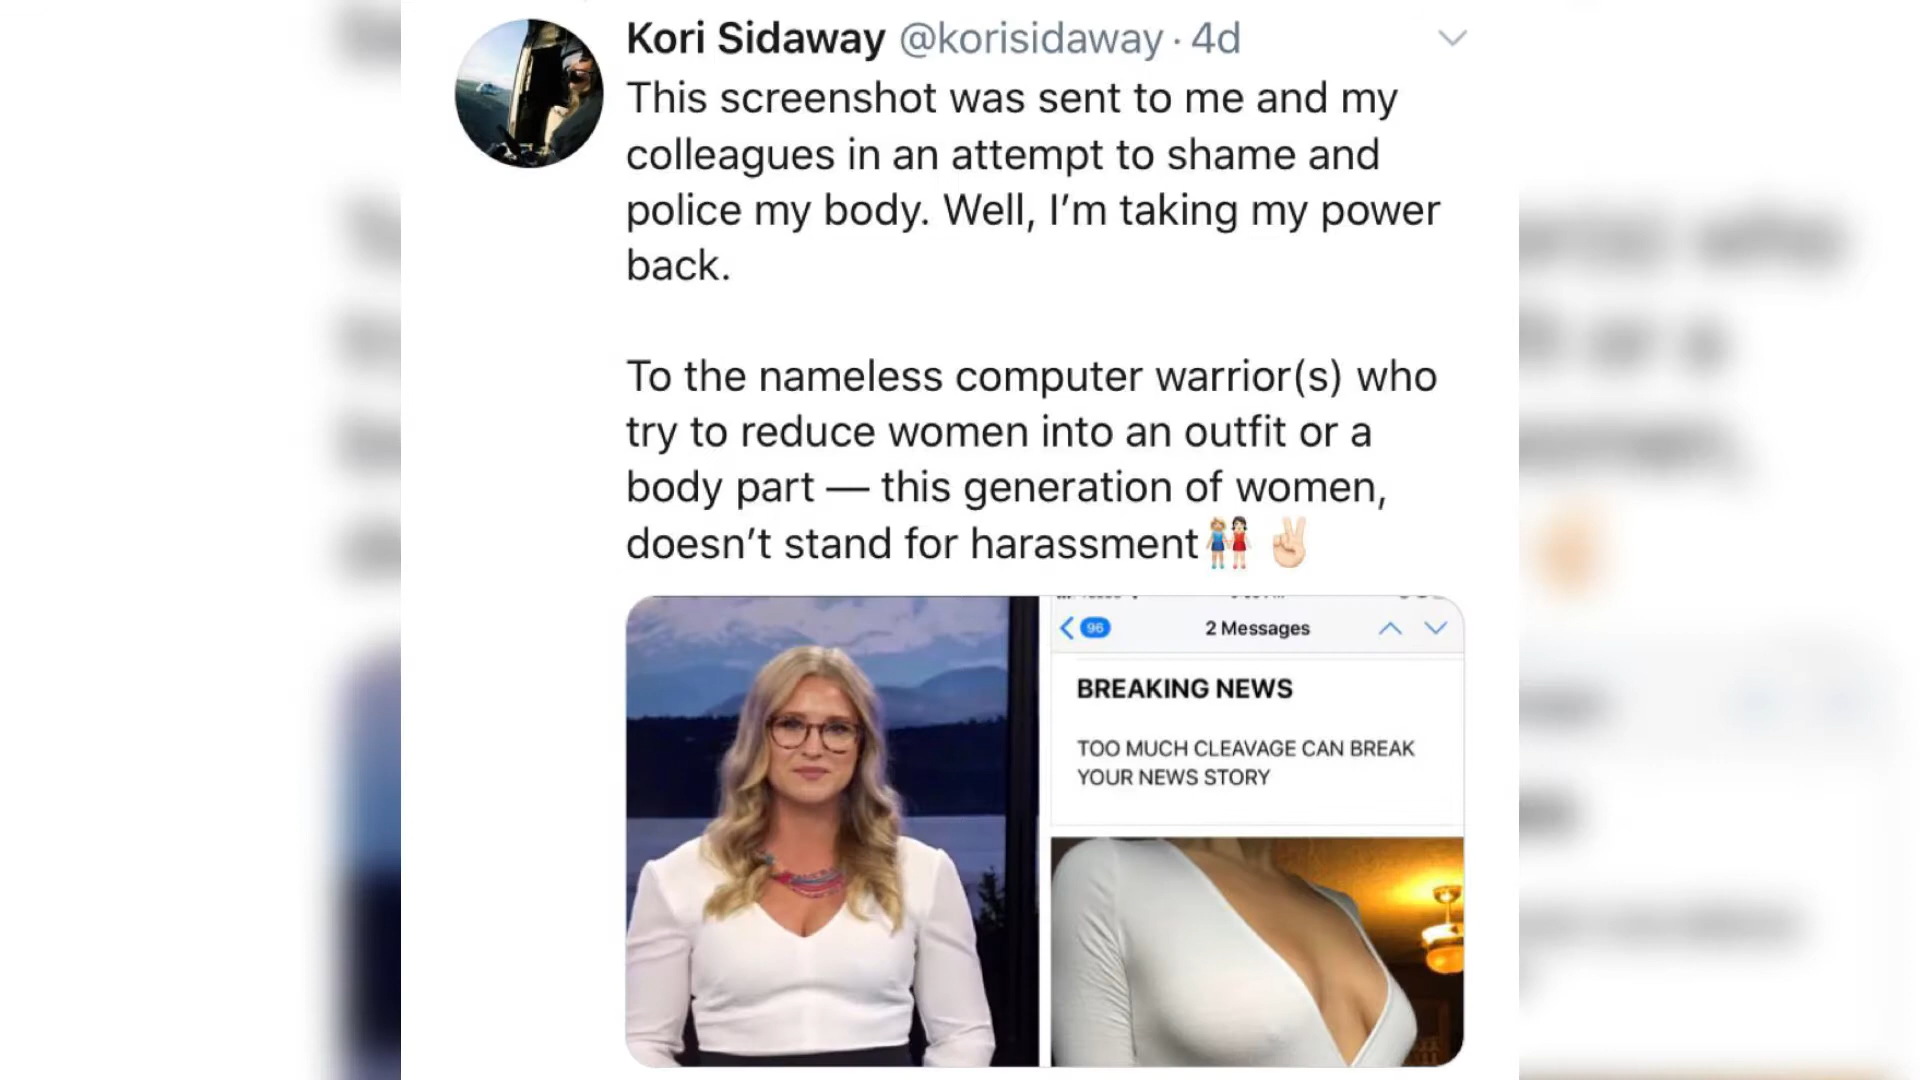 Kori Sidaway @korisidaway · 4d
This screenshot was sent to me and my
colleagues in an attempt to shame and
police my body. Well, I’m taking my power
back.
To the nameless computer warrior(s) who
try to reduce women into an outfit or a
body part — this generation of women,
doesn’t stand for harassment👭🏻 ✌🏻
96
2 Messages
BREAKING NEWS
TOO MUCH CLEAVAGE CAN BREAK
YOUR NEWS STORY